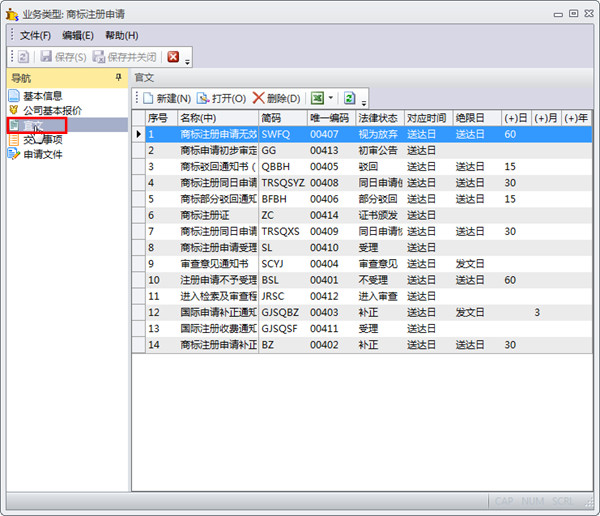 业务类型: 商标注册申请
文件(F) 编辑(E) 帮助(H)
保存(S) 保存并关闭
导航
基本信息
公司基本报价
官文
事项
申请文件
官文
新建(N) 打开(O) 删除(D)
序号 名称(中) 简码 唯一编码 法律状态 对应时间 绝限日 (+)日 (+)月 (+)年
1 商标注册申请无效 SWFQ 00407 视为放弃 送达日 送达日 60
2 商标申请初步审定 GG 00413 初审公告 送达日
3 商标驳回通知书( QBBH 00405 驳回 送达日 送达日 15
4 商标注册同日申请 TRSQSYZ 00408 同日申请 送达日 送达日 30
5 商标部分驳回通知 BFBH 00406 部分驳回 送达日 送达日 15
6 商标注册证 ZC 00414 证书颁发 送达日
7 商标注册同日申请 TRSQXS 00409 同日申请 送达日 送达日 30
8 商标注册申请受理 SL 00410 受理 送达日
9 审查意见通知书 SCYJ 00404 审查意见 送达日 发文日
10 注册申请不予受理 BSL 00401 不受理 送达日 送达日 60
11 进入检索及审查程 JRSC 00412 进入审查 送达日
12 国际申请补正通知 GJSQBZ 00403 补正 送达日 发文日 3
13 国际注册收费通知 GJSQSF 00411 受理 送达日
14 商标注册申请补正 BZ 00402 补正 送达日 送达日 30
CAP NUM SCRL